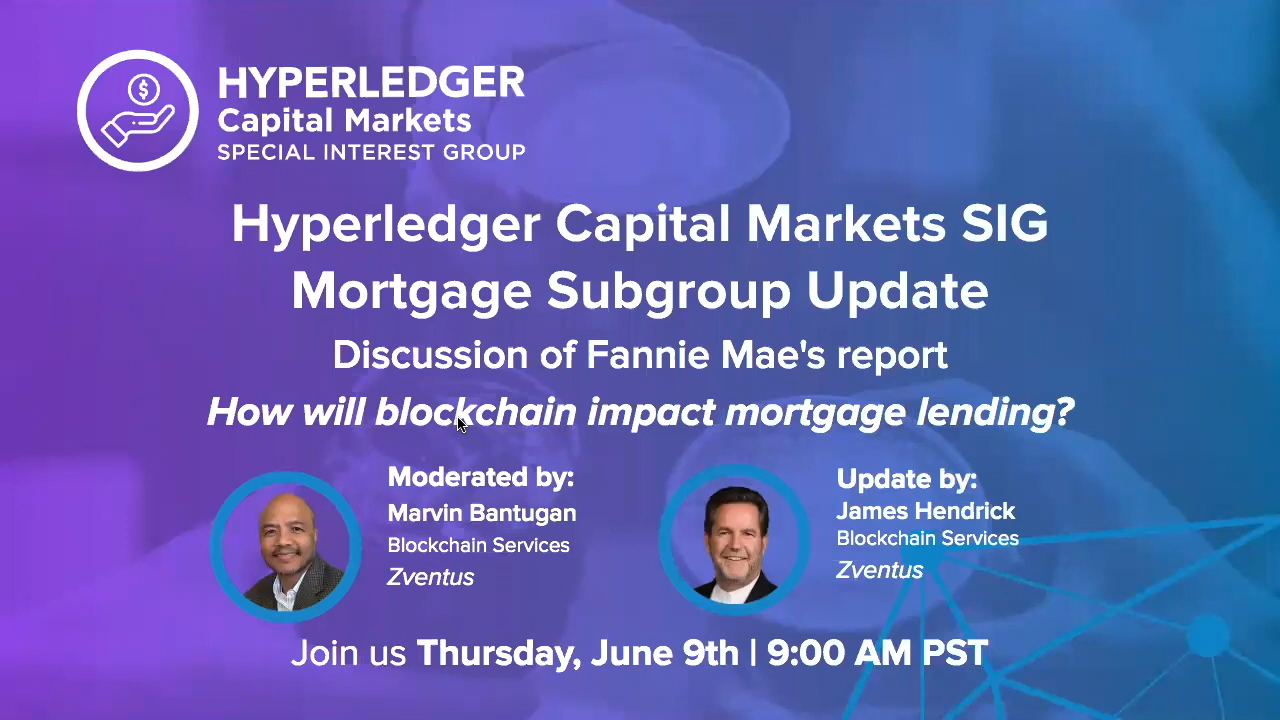 HYPERLEDGER
Capital Markets
SPECIAL INTEREST GROUP
Hyperledger Capital Markets SIG
Mortgage Subgroup Update
Discussion of Fannie Mae's report
How will blockchain impact mortgage lending?
Moderated by:
Marvin Bantugan
Blockchain Services
Zventus
Update by:
James Hendrick
Blockchain Services
Zventus
Join us Thursday, June 9th | 9:00 AM PST